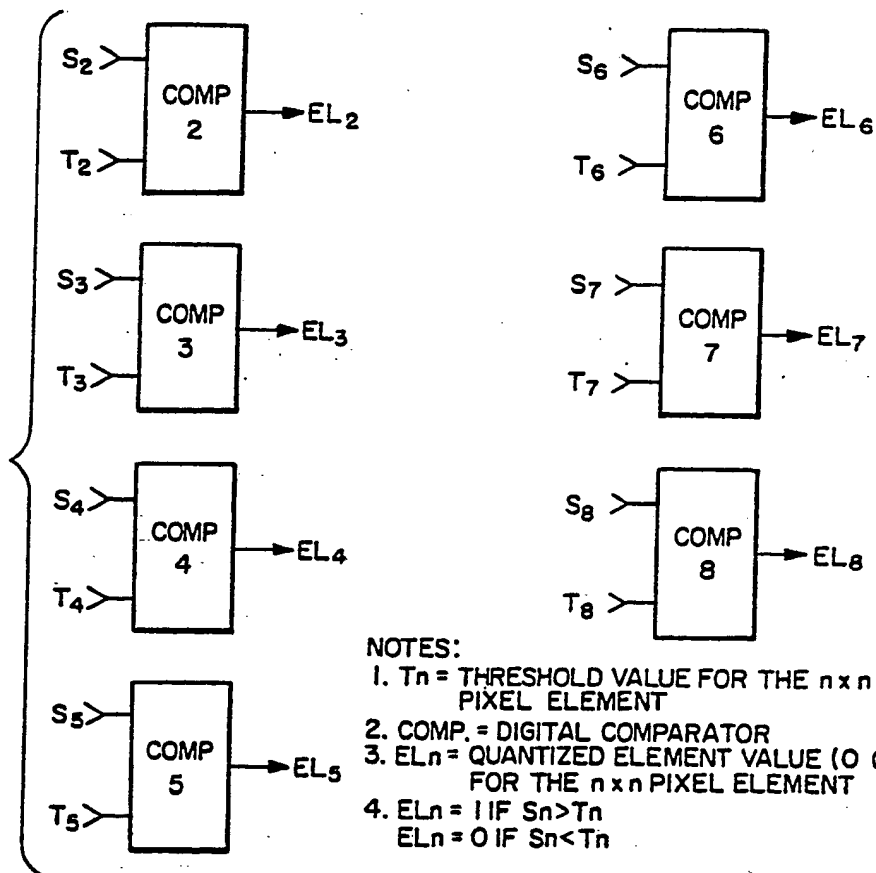 S2
COMP
2
EL2
T2
S3
COMP
3
EL3
T3
S4
COMP
4
EL4
T4
S5
COMP
5
EL5
T5
S6
COMP
6
EL6
T6
S7
COMP
7
EL7
T7
S8
COMP
8
EL8
T8
NOTES:
1. Tn = THRESHOLD VALUE FOR THE n x n
PIXEL ELEMENT
2. COMP. = DIGITAL COMPARATOR
3. ELn = QUANTIZED ELEMENT VALUE (0
FOR THE n x n PIXEL ELEMENT
4. ELn = 1 IF Sn>Tn
ELn = 0 IF Sn<Tn